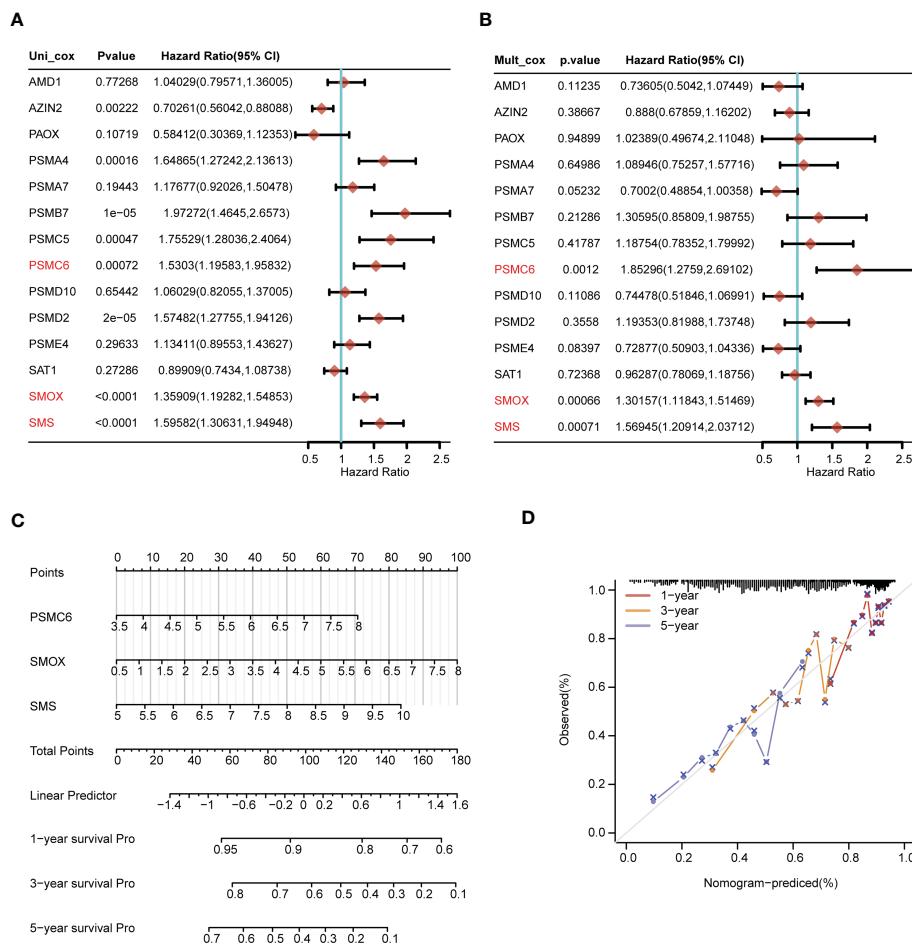 A
Uni_cox Pvalue Hazard Ratio(95% CI)
AMD1 0.77268 1.04029(0.79571,1.36005)
AZIN2 0.00222 0.70261(0.56042,0.88088)
PAOX 0.10719 0.58412(0.30369,1.12353)
PSMA4 0.00016 1.64865(1.27242,2.13613)
PSMA7 0.19443 1.17677(0.92026,1.50478)
PSMB7 1e−05 1.97272(1.4645,2.6573)
PSMC5 0.00047 1.75529(1.28036,2.4064)
PSMC6 0.00072 1.5303(1.19583,1.95832)
PSMD10 0.65442 1.06029(0.82055,1.37005)
PSMD2 2e−05 1.57482(1.27755,1.94126)
PSME4 0.29633 1.13411(0.89553,1.43627)
SAT1 0.27286 0.89909(0.7434,1.08738)
SMOX <0.0001 1.35909(1.19282,1.54853)
SMS <0.0001 1.59582(1.30631,1.94948)
0.5 1 1.5 2 2.5
Hazard Ratio
B
Mult_cox p.value Hazard Ratio(95% CI)
AMD1 0.11235 0.73605(0.5042,1.07449)
AZIN2 0.38667 0.888(0.67859,1.16202)
PAOX 0.94899 1.02389(0.49674,2.11048)
PSMA4 0.64986 1.08946(0.75257,1.57716)
PSMA7 0.05232 0.7002(0.48854,1.00358)
PSMB7 0.21286 1.30595(0.85809,1.98755)
PSMC5 0.41787 1.18754(0.78352,1.79992)
PSMC6 0.0012 1.85296(1.2759,2.69102)
PSMD10 0.11086 0.74478(0.51846,1.06991)
PSMD2 0.3558 1.19353(0.81988,1.73748)
PSME4 0.08397 0.72877(0.50903,1.04336)
SAT1 0.72368 0.96287(0.78069,1.18756)
SMOX 0.00066 1.30157(1.11843,1.51469)
SMS 0.00071 1.56945(1.20914,2.03712)
0.5 1 1.5 2 2.5
Hazard Ratio
C
0 10 20 30 40 50 60 70 80 90 100
Points
PSMC6
3.5 4 4.5 5 5.5 6 6.5 7 7.5 8
SMOX
0.5 1 1.5 2 2.5 3 3.5 4 4.5 5 5.5 6 6.5 7 7.5 8
SMS
5 5.5 6 6.5 7 7.5 8 8.5 9 9.5 10
Total Points
0 20 40 60 80 100 120 140 160 180
Linear Predictor
−1.4 −1 −0.6 −0.2 0 0.2 0.6 1 1.2 1.6
1−year survival Pro
0.95 0.9 0.8 0.7 0.6
3−year survival Pro
0.8 0.7 0.6 0.5 0.4 0.3 0.2 0.1
5−year survival Pro
0.7 0.6 0.5 0.4 0.3 0.2 0.1
D
1−year
3−year
5−year
Observed(%)
1.0
0.8
0.6
0.4
0.2
0.0
0.0 0.2 0.4 0.6 0.8 1.0
Nomogram−prediced(%)